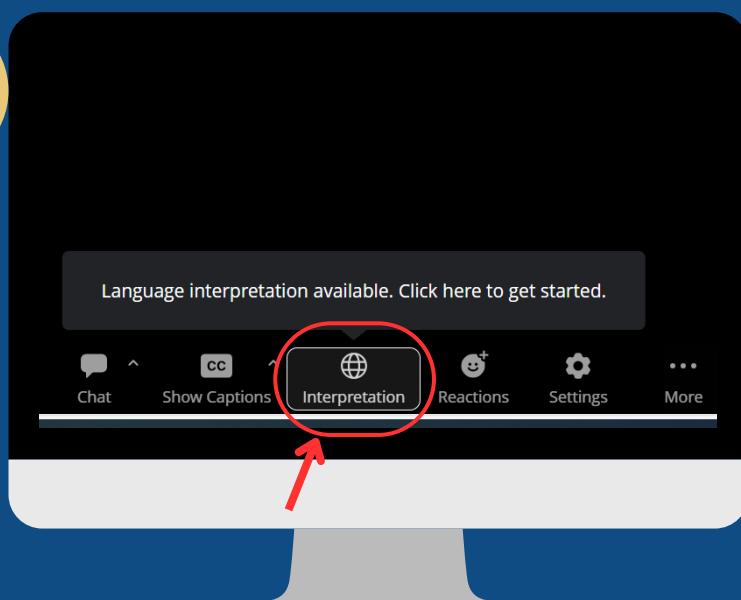 Language interpretation available. Click here to get started.
CC
Chat Show Captions Interpretation Reactions Settings More